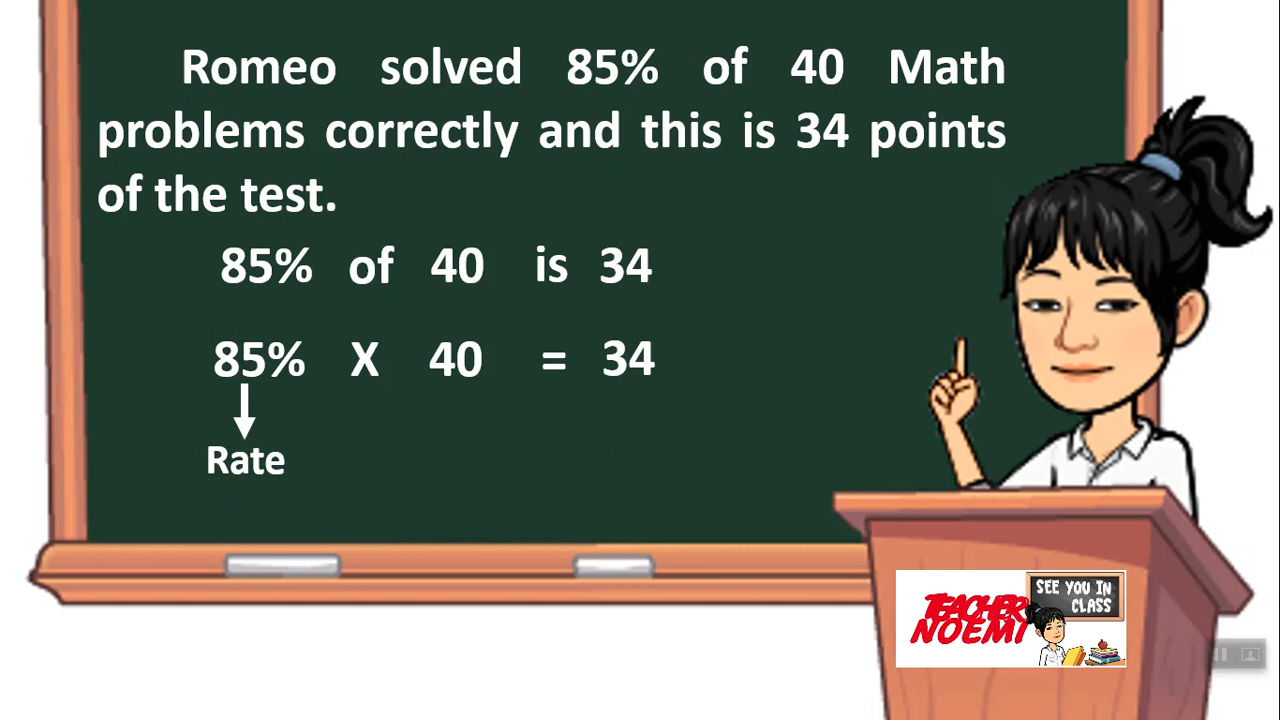 Romeo solved 85% of 40 Math
problems correctly and this is 34 points
of the test.
85% of 40 is 34
85% X 40 = 34
Rate
SEE YOU IN
CLASS
TEACHER
NOEMI